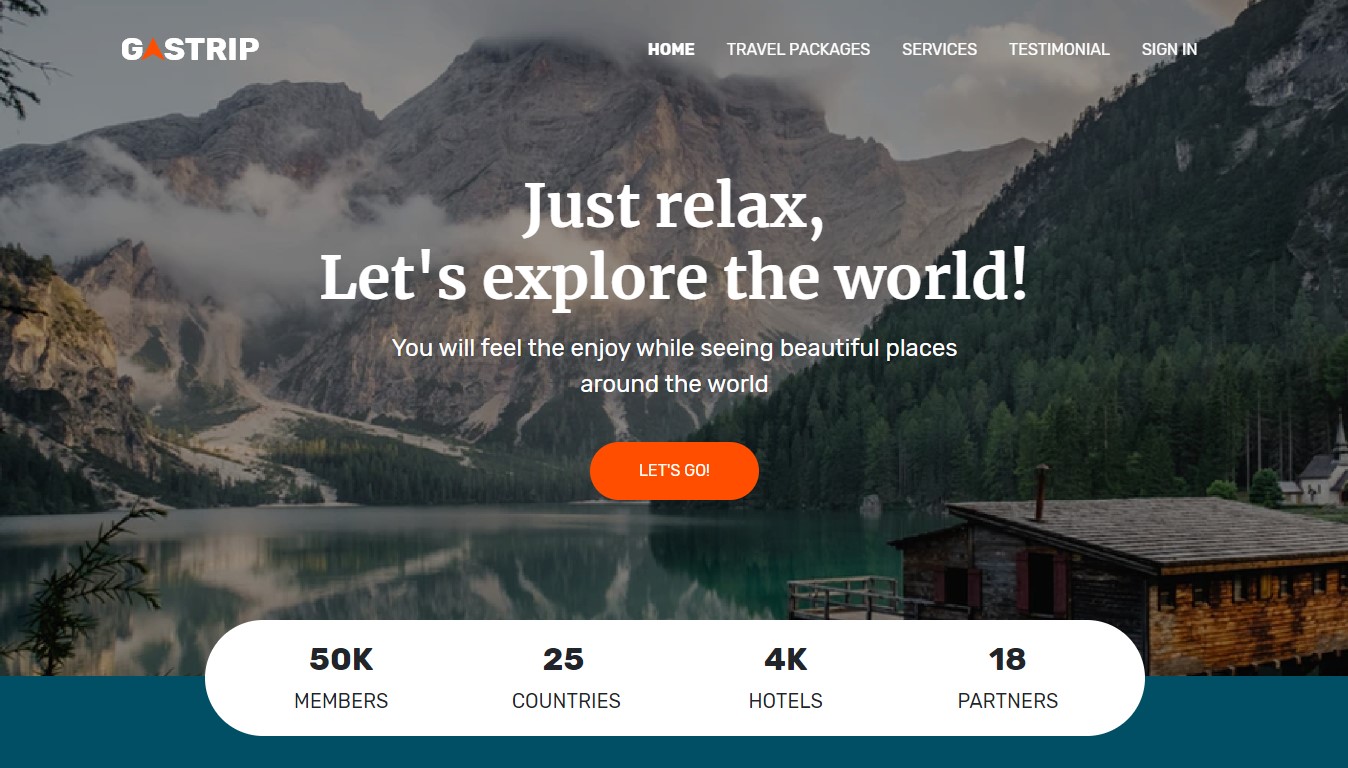 GASTRIP
HOME TRAVEL PACKAGES SERVICES TESTIMONIAL SIGN IN
Just relax,
Let's explore the world!
You will feel the enjoy while seeing beautiful places
around the world
LET'S GO!
50K 25 4K 18
MEMBERS COUNTRIES HOTELS PARTNERS